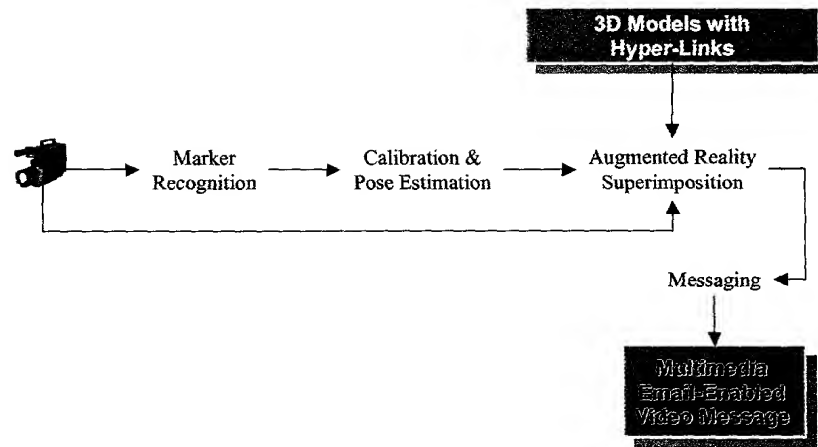 3D Models with
Hyper-Links
Marker
Recognition
Calibration &
Pose Estimation
Augmented Reality
Superimposition
Messaging
Multimedia
Email-Enabled
Video Message